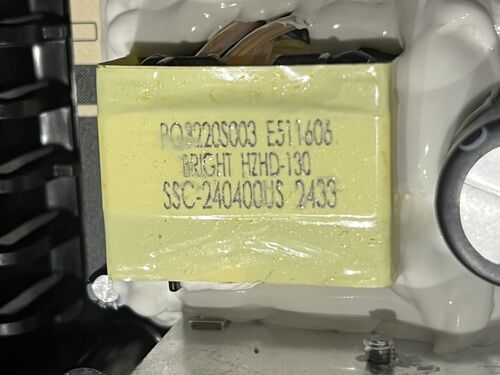 PQ3220S003 E511606
BRIGHT HZHD-130
SSC-240400US 2433